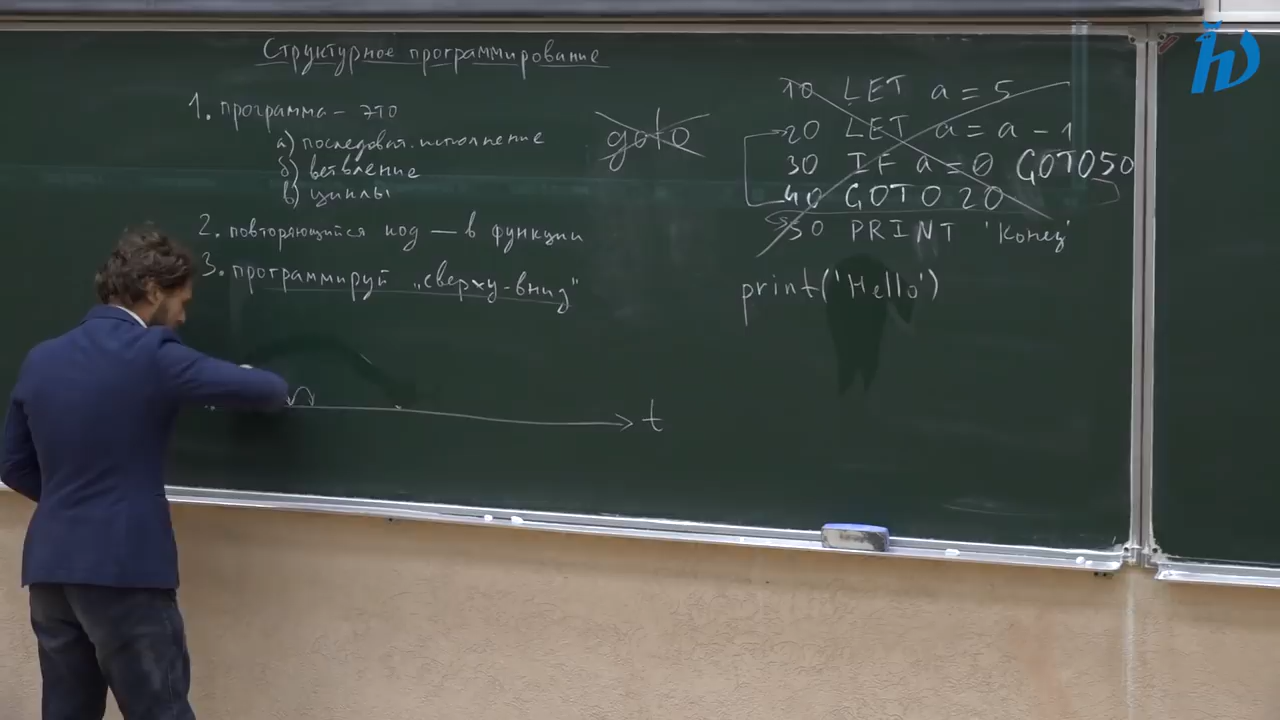 Структурное программирование
1. программа – это
а) последоват. исполнение
б) ветвление
в) циклы
2. повторяющийся код — в функции
3. программируй „сверху-вниз"
t
goto
10 LET a = 5
20 LET a = a - 1
30 IF a = 0 GOTO 50
40 GOTO 20
50 PRINT 'Конец'
print('Hello')